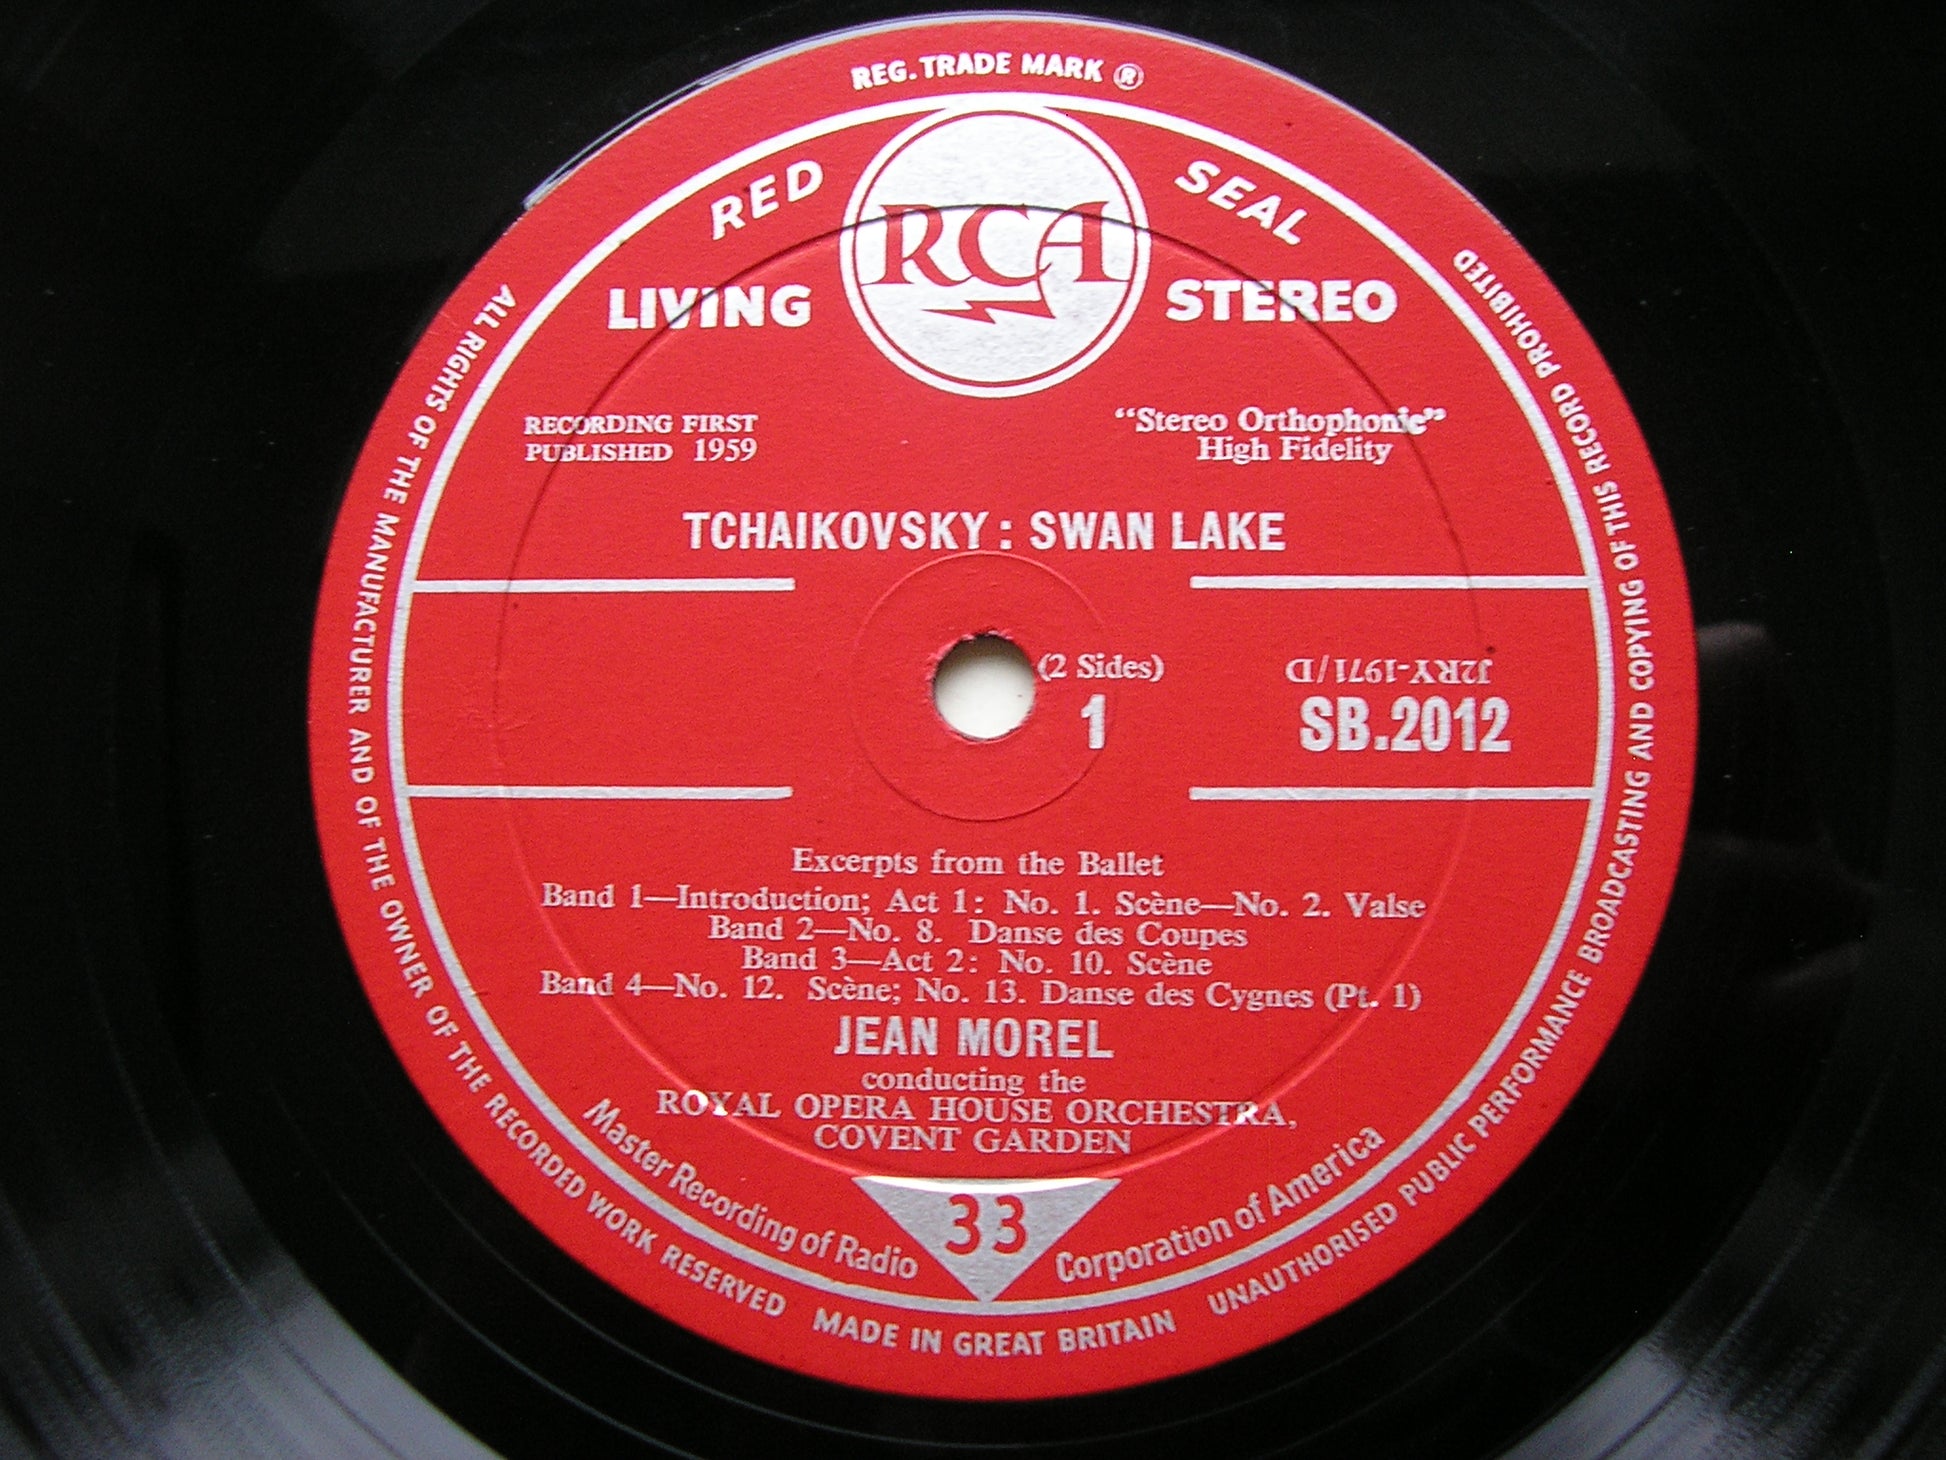 REG. TRADE MARK ®
RED SEAL
RCA
LIVING STEREO
RECORDING FIRST
PUBLISHED 1959
"Stereo Orthophonic"
High Fidelity
TCHAIKOVSKY: SWAN LAKE
(2 Sides)
1
J2RY-1971/D
SB.2012
Excerpts from the Ballet
Band 1—Introduction; Act 1: No. 1. Scène—No. 2. Valse
Band 2—No. 8. Danse des Coupes
Band 3—Act 2: No. 10. Scène
Band 4—No. 12. Scène; No. 13. Danse des Cygnes (Pt. 1)
JEAN MOREL
conducting the
ROYAL OPERA HOUSE ORCHESTRA,
COVENT GARDEN
Master Recording of Radio Corporation of America
33
ALL RIGHTS OF THE MANUFACTURER AND OF THE OWNER OF THE RECORDED WORK RESERVED
MADE IN GREAT BRITAIN
UNAUTHORISED PUBLIC PERFORMANCE BROADCASTING AND COPYING OF THIS RECORD PROHIBITED